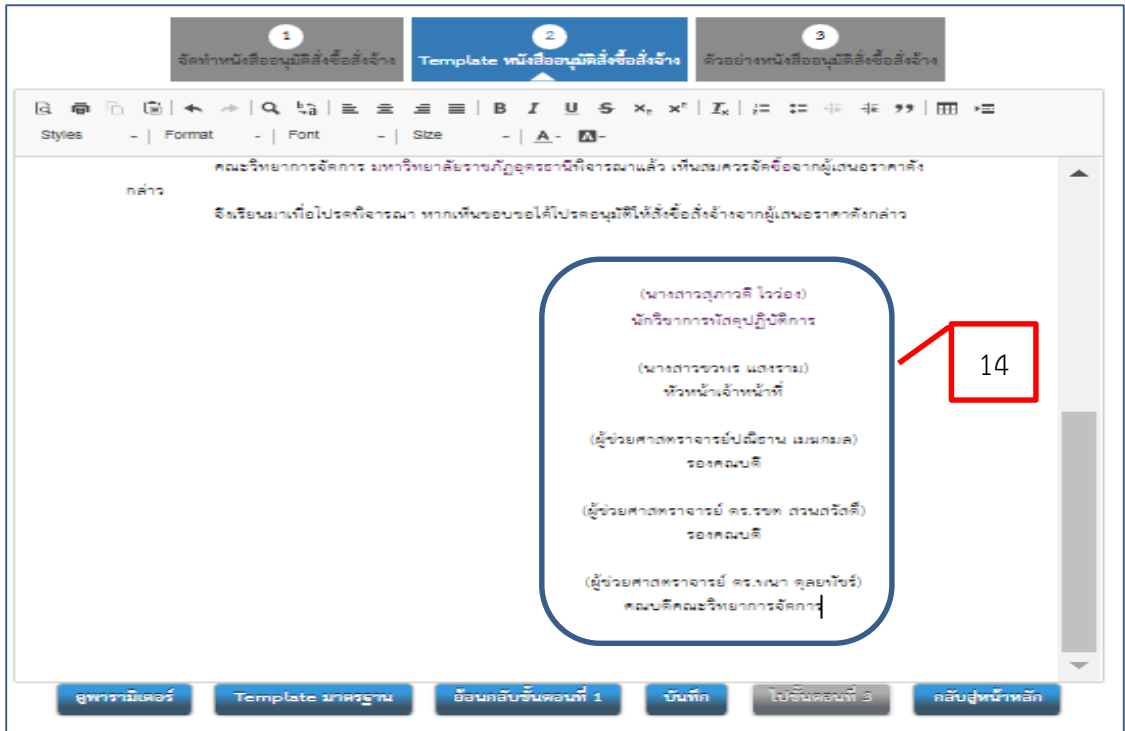 1
2
3
จัดทำหนังสืออนุมัติสั่งซื้อสั่งจ้าง
Template หนังสืออนุมัติสั่งซื้อสั่งจ้าง
ตัวอย่างหนังสืออนุมัติสั่งซื้อสั่งจ้าง
B I U S
Styles
Format
Font
Size
A
A
คณะวิทยาการจัดการ มหาวิทยาลัยราชภัฏอุดรธานีพิจารณาแล้ว เห็นสมควรจัดซื้อจากผู้เสนอราคาดัง
กล่าว
จึงเรียนมาเพื่อโปรดพิจารณา หากเห็นชอบขอได้โปรดอนุมัติให้สั่งซื้อสั่งจ้างจากผู้เสนอราคาดังกล่าว
(นางสาวสุภาวดี ไวว่อง)
นักวิชาการพัสดุปฏิบัติการ
14
(นางสาวชวพร แสงราม)
หัวหน้าเจ้าหน้าที่
(ผู้ช่วยศาสตราจารย์ปณิธาน เมฆกมล)
รองคณบดี
(ผู้ช่วยศาสตราจารย์ ดร.รชต สวนสวัสดิ์)
รองคณบดี
(ผู้ช่วยศาสตราจารย์ ดร.พนา ดุลยพัชร์)
คณบดีคณะวิทยาการจัดการ
ดูพารามิเตอร์
Template มาตรฐาน
ย้อนกลับขั้นตอนที่ 1
บันทึก
ไปขั้นตอนที่ 3
กลับสู่หน้าหลัก